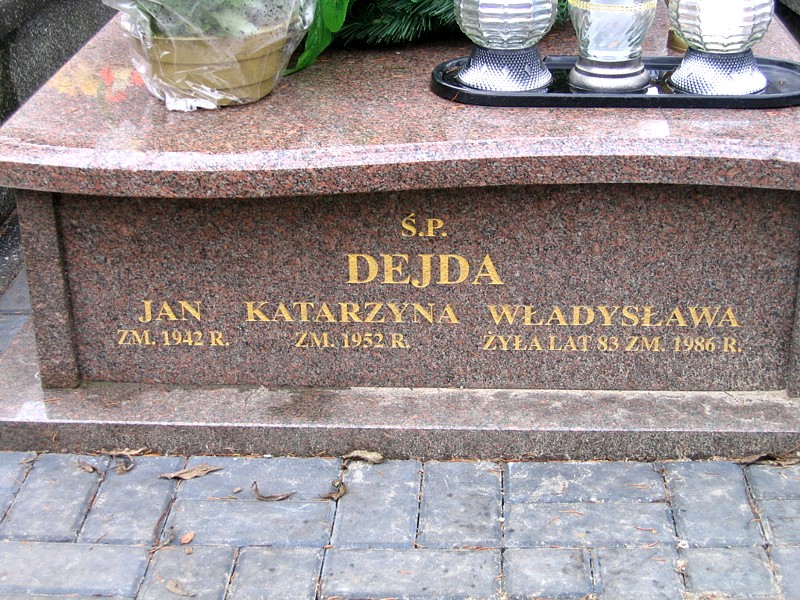 Ś.P.
DEJDA
JAN KATARZYNA WŁADYSŁAWA
ZM. 1942 R. ZM. 1952 R. ŻYŁA LAT 83 ZM. 1986 R.